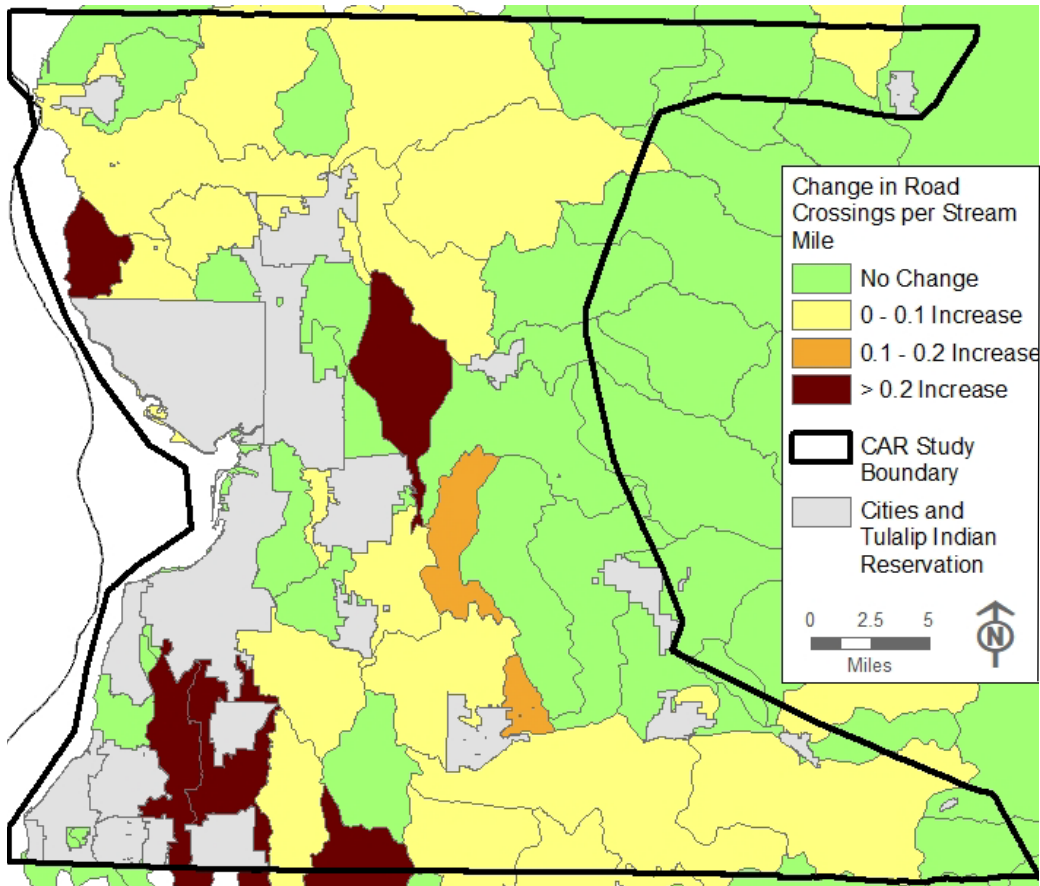 Change in Road
Crossings per Stream
Mile
No Change
0 - 0.1 Increase
0.1 - 0.2 Increase
> 0.2 Increase
CAR Study
Boundary
Cities and
Tulalip Indian
Reservation
0 2.5 5
Miles
N